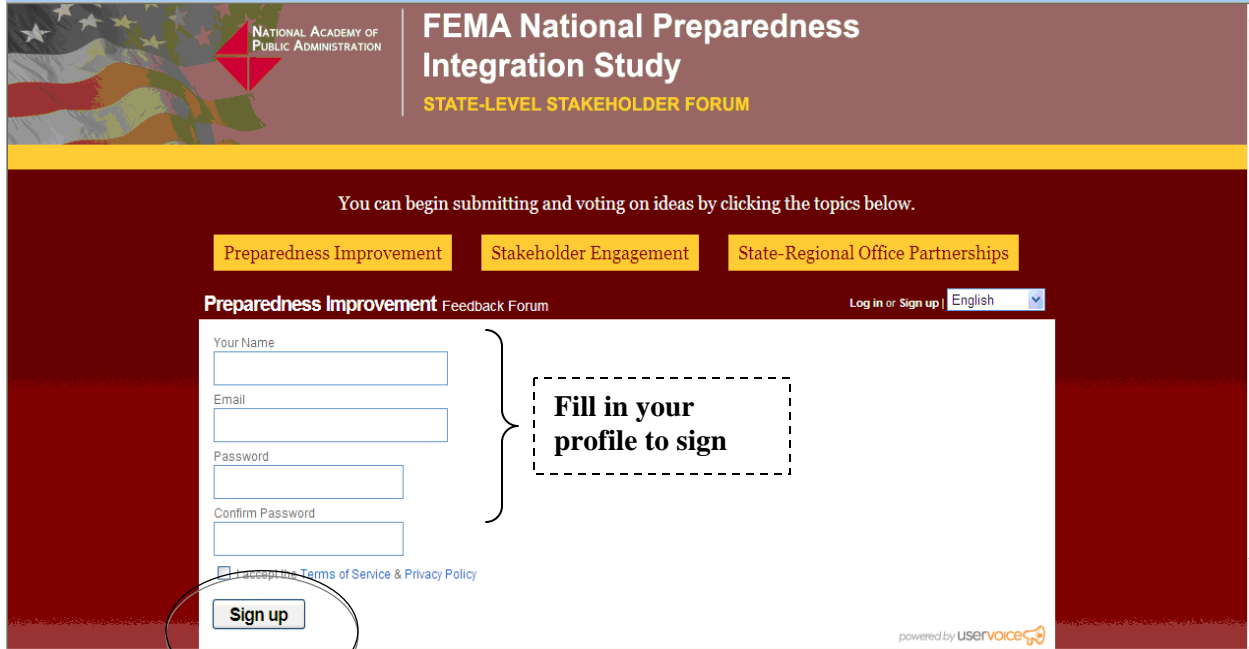 NATIONAL ACADEMY OF
PUBLIC ADMINISTRATION
FEMA National Preparedness
Integration Study
STATE-LEVEL STAKEHOLDER FORUM
You can begin submitting and voting on ideas by clicking the topics below.
Preparedness Improvement Stakeholder Engagement State-Regional Office Partnerships
Preparedness Improvement Feedback Forum Log in or Sign up | English
Your Name
Email
Fill in your
profile to sign
Password
Confirm Password
I accept the Terms of Service & Privacy Policy
Sign up
powered by uservoice